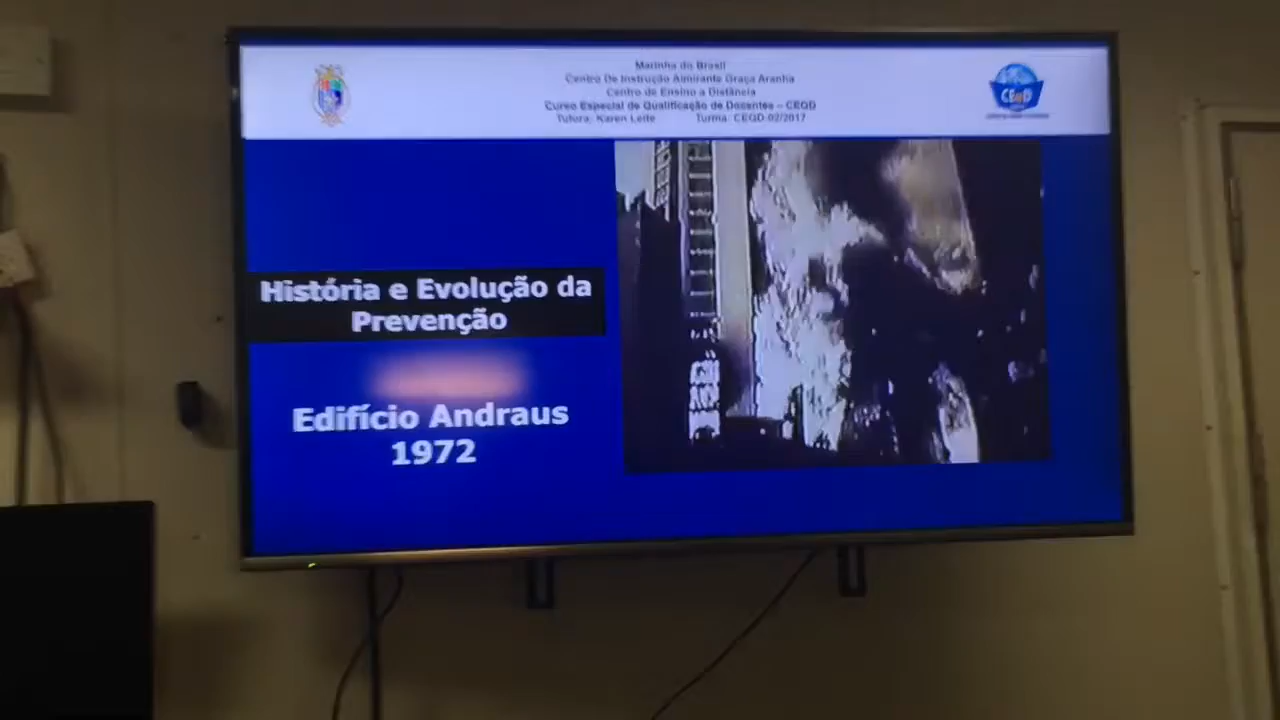 Marinha do Brasil
Centro De Instrução Almirante Graça Aranha
Centro de Ensino a Distância
Curso Especial de Qualificação de Docentes – CEQD
Tutora: Karen Leite Turma: CEQD 02/2017
CEQD
História e Evolução da
Prevenção
Edifício Andraus
1972